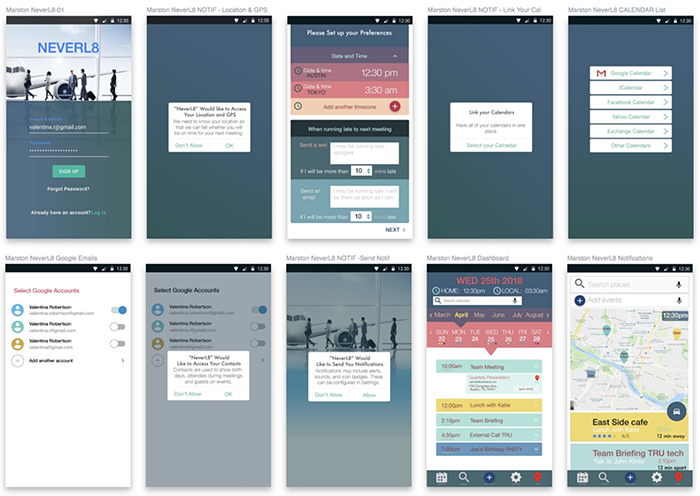 Marston NeverL8-01
12:30
NEVERL8
Email Address
valentina.r@gmail.com
Password
SIGN UP
Forgot Password?
Already have an account? Log in
Marston NeverL8 NOTIF - Location & GPS
12:30
"NeverL8" Would like to Access
Your Location and GPS
We need to know your location so
that we can tell whether you will
be on time for your next meeting.
Don't Allow OK
Please Set up your Preferences
Date and Time
Date & time
AUSTIN
12:30 pm
Date & time
TOKYO
3:30 am
Add another timezone
When running late to next meeting
Send a text
I may be running late,
aplogies
If I will be more than 10 mins late
Send an
email
I may be running late. I will
be there as soon as I can.
If I will be more than 10 mins late
NEXT >
Marston NeverL8 NOTIF - Link Your Cal
12:30
Link your Calendars
Have all of your calendars in one
place
Select your Calnedar
Marston NeverL8 CALENDAR List
12:30
Google Calendar
ICalendar
Facebook Calendar
Yahoo Calendar
Exchange Calendar
Other Calendars
Marston NeverL8 Google Emails
12:30
Select Google Accounts
Valentina Robertson
roberstson@gmail.com
Valentina Robertson
roberstson@gmail.com
Valentina Robertson
roberstson@gmail.com
Add another account
12:30
Select Google Accounts
Valentina Robertson
Valentina Robertson
Valentina Robertson
"NeverL8" Would
like to Access Your Contacts
Contacts are used to show birth-
days, attendes during meetings
and guests on events.
Don't Allow OK
Marston NeverL8 NOTIF -Send Notif
12:30
"NeverL8" Would
Like to Send You Notifications
Notifications may include alerts,
sounds, and icon badges. These
can be configured in Settings.
Don't Allow Allow
Marston NeverL8 Dashboard
12:30
WED 25th 2018
HOME: 12:30pm LOCAL: 03:30am
Search calendar
March April May June July August
SUN MON TUE WED THUR FRI SAT
22 23 24 25 26 27 28
10:00am Team Meeting
Quarterly Presentation
12:00pm Lunch with Katie
2:10pm Team Briefing
4:35pm External Call TRU
7:00pm Joe's Birthday PARTY
Marston NeverL8 Notifications
12:30
Search places
Add events
12:30pm
East Side cafe
Lunch with Katie
4/5
12 min away
Team Briefing TRU tech
Talk to John Kinter
13 min apart